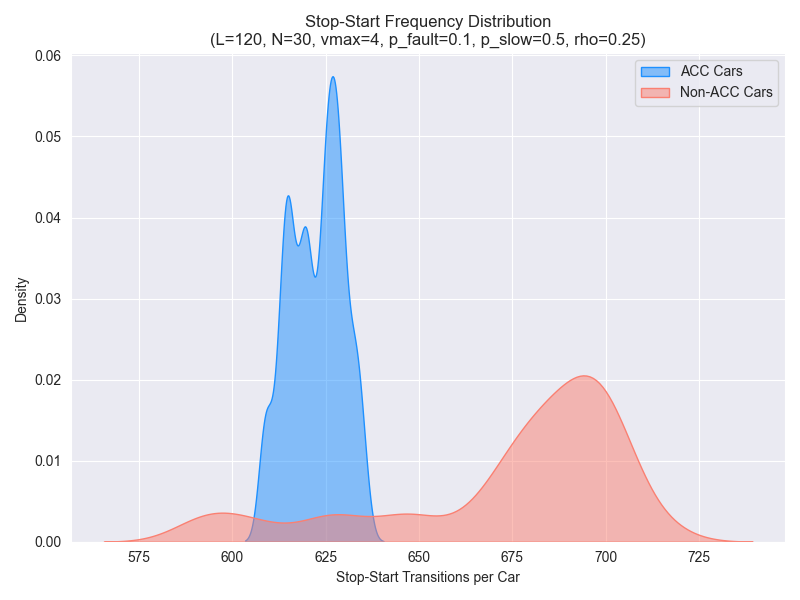 Stop-Start Frequency Distribution
(L=120, N=30, vmax=4, p_fault=0.1, p_slow=0.5, rho=0.25)
ACC Cars
Non-ACC Cars
0.06
0.05
0.04
0.03
0.02
0.01
0.00
Density
575 600 625 650 675 700 725
Stop-Start Transitions per Car